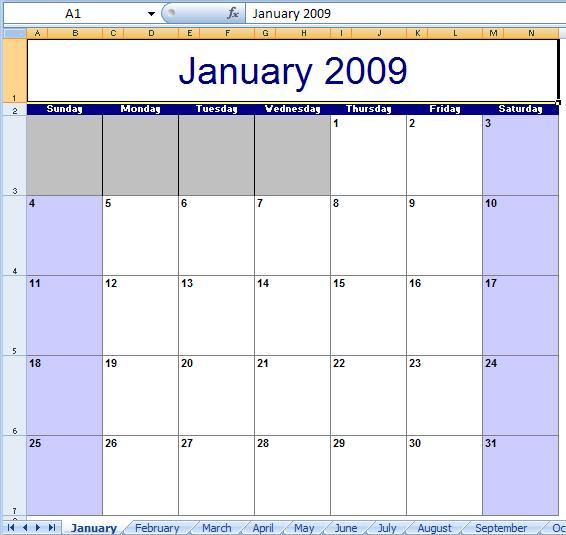 A1 fx January 2009
A B C D E F G H I J K L M N
1 January 2009
2 Sunday Monday Tuesday Wednesday Thursday Friday Saturday
1 2 3
3
4 5 6 7 8 9 10
4
11 12 13 14 15 16 17
5
18 19 20 21 22 23 24
6
25 26 27 28 29 30 31
7
January February March April May June July August September Oc